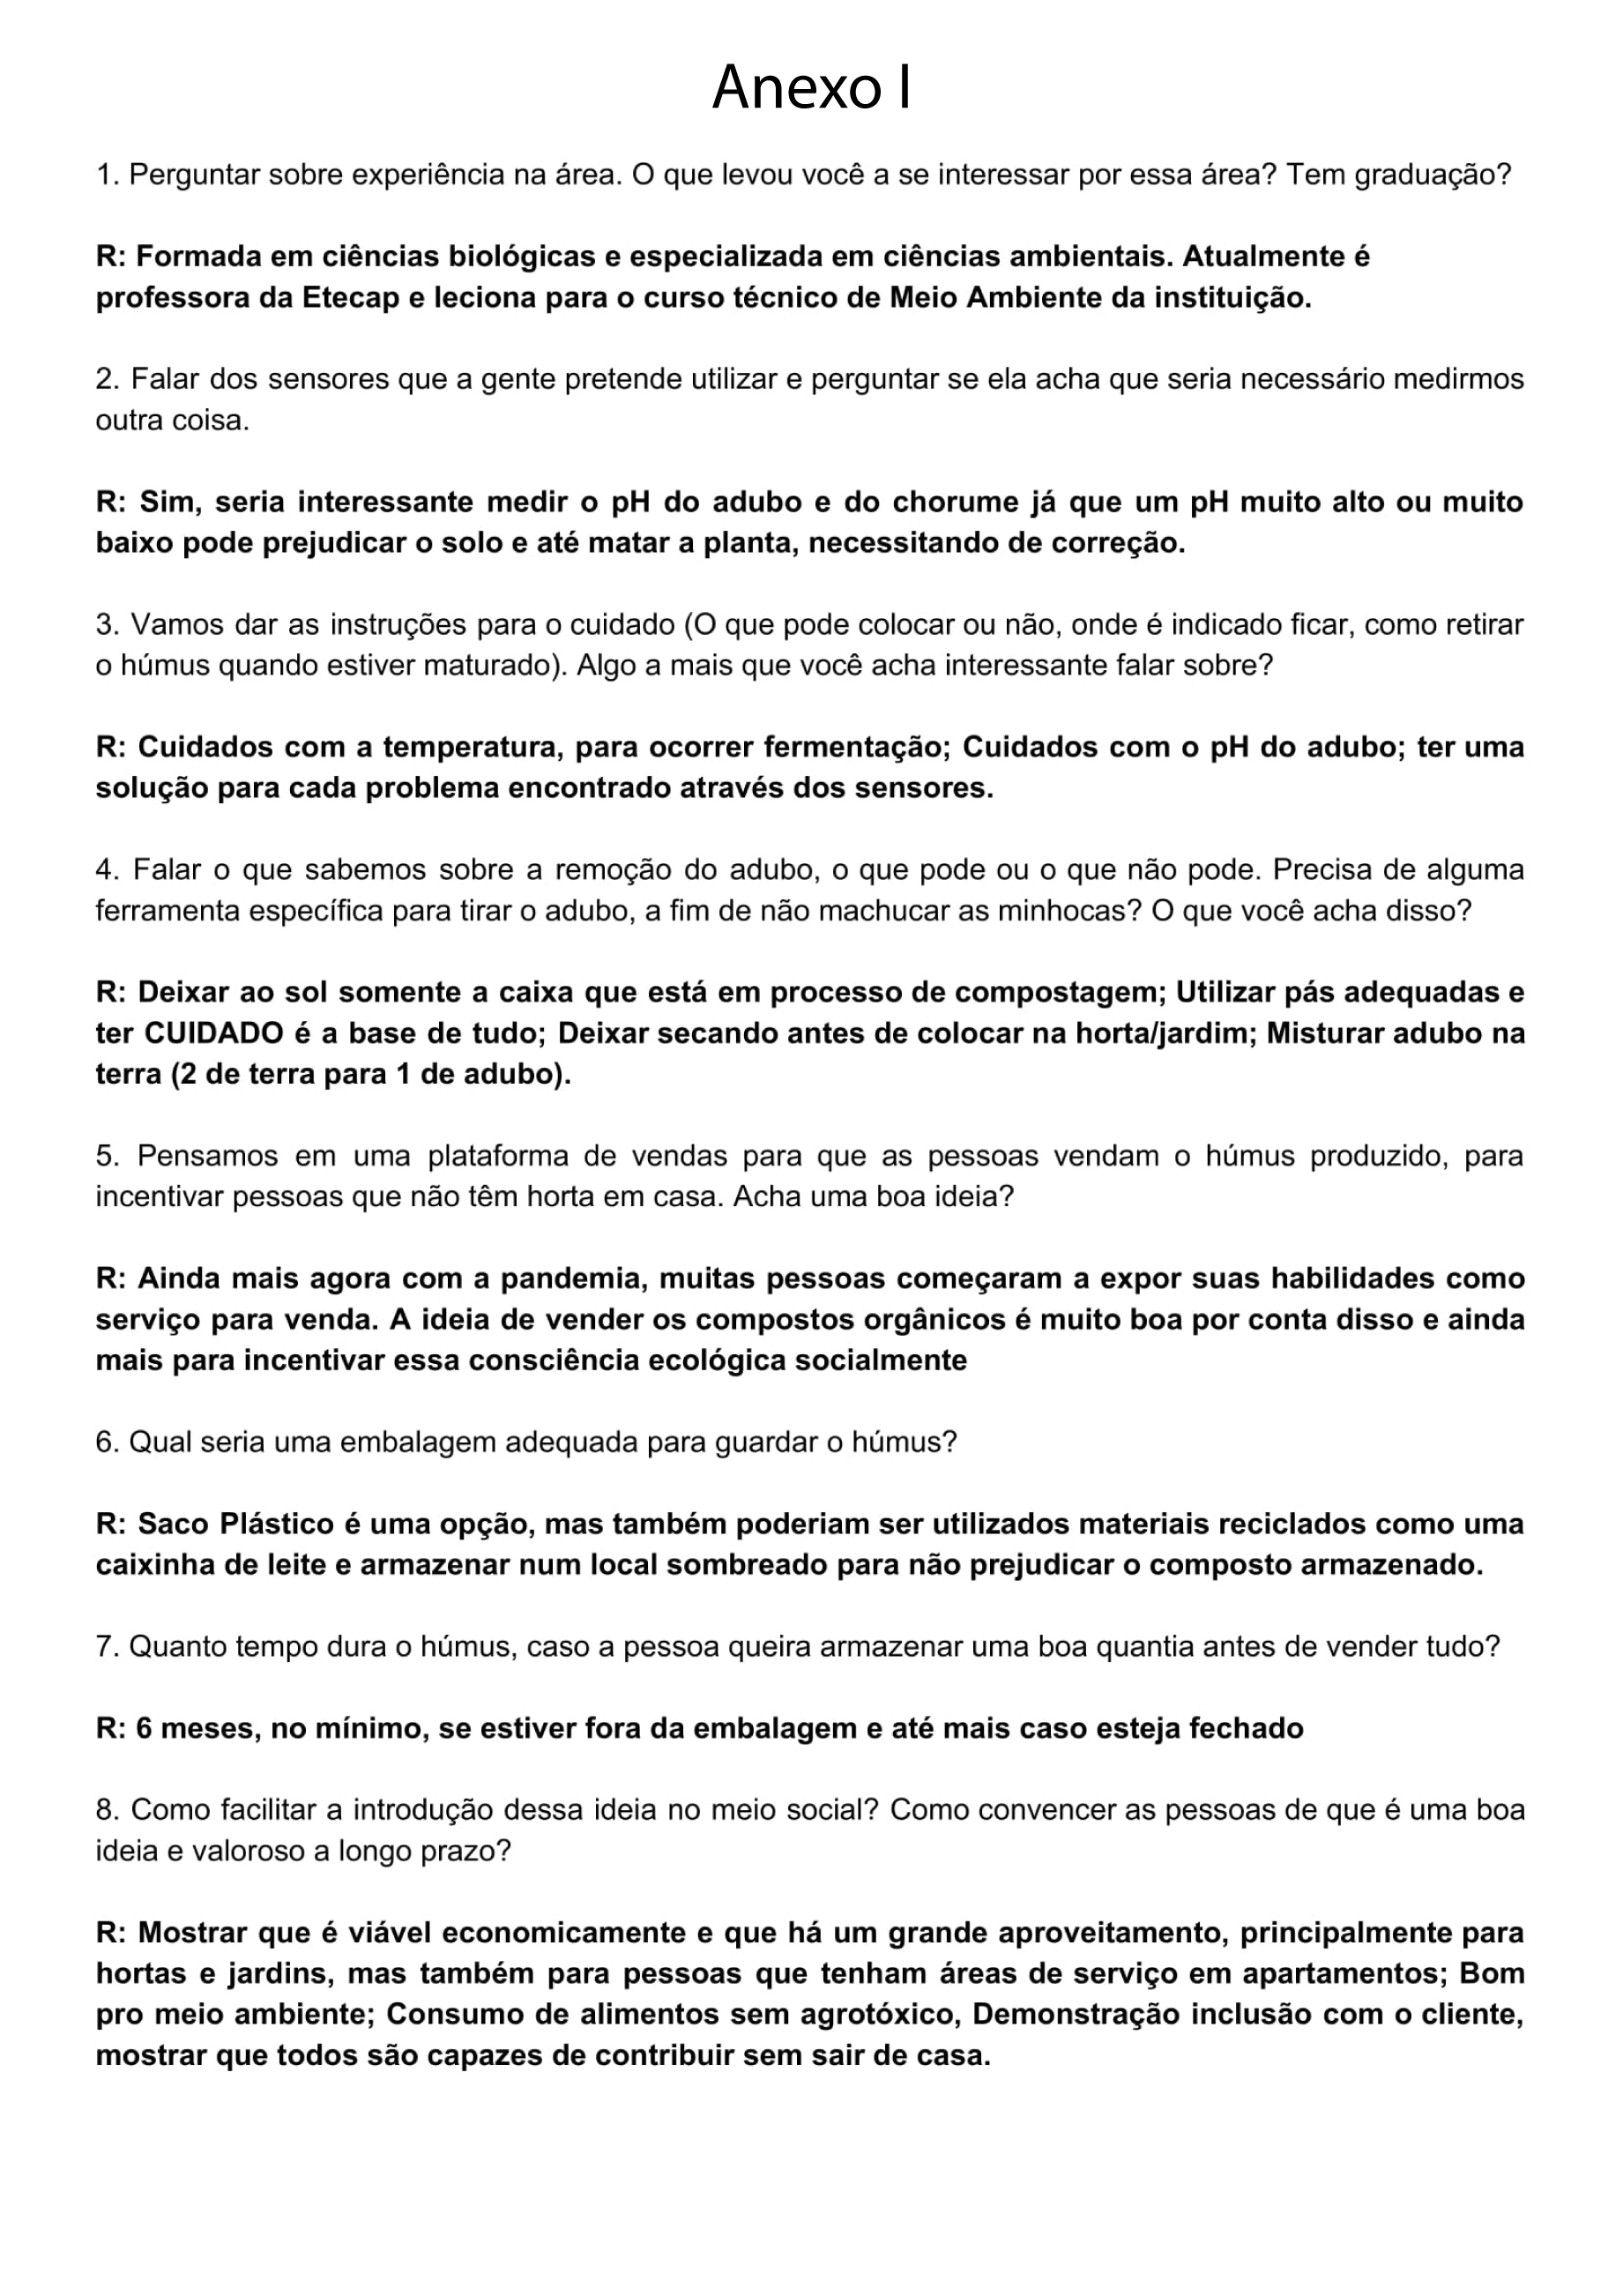 Anexo I
1. Perguntar sobre experiência na área. O que levou você a se interessar por essa área? Tem graduação?
R: Formada em ciências biológicas e especializada em ciências ambientais. Atualmente é
professora da Etecap e leciona para o curso técnico de Meio Ambiente da instituição.
2. Falar dos sensores que a gente pretende utilizar e perguntar se ela acha que seria necessário medirmos
outra coisa.
R: Sim, seria interessante medir o pH do adubo e do chorume já que um pH muito alto ou muito
baixo pode prejudicar o solo e até matar a planta, necessitando de correção.
3. Vamos dar as instruções para o cuidado (O que pode colocar ou não, onde é indicado ficar, como retirar
o húmus quando estiver maturado). Algo a mais que você acha interessante falar sobre?
R: Cuidados com a temperatura, para ocorrer fermentação; Cuidados com o pH do adubo; ter uma
solução para cada problema encontrado através dos sensores.
4. Falar o que sabemos sobre a remoção do adubo, o que pode ou o que não pode. Precisa de alguma
ferramenta específica para tirar o adubo, a fim de não machucar as minhocas? O que você acha disso?
R: Deixar ao sol somente a caixa que está em processo de compostagem; Utilizar pás adequadas e
ter CUIDADO é a base de tudo; Deixar secando antes de colocar na horta/jardim; Misturar adubo na
terra (2 de terra para 1 de adubo).
5. Pensamos em uma plataforma de vendas para que as pessoas vendam o húmus produzido, para
incentivar pessoas que não têm horta em casa. Acha uma boa ideia?
R: Ainda mais agora com a pandemia, muitas pessoas começaram a expor suas habilidades como
serviço para venda. A ideia de vender os compostos orgânicos é muito boa por conta disso e ainda
mais para incentivar essa consciência ecológica socialmente
6. Qual seria uma embalagem adequada para guardar o húmus?
R: Saco Plástico é uma opção, mas também poderiam ser utilizados materiais reciclados como uma
caixinha de leite e armazenar num local sombreado para não prejudicar o composto armazenado.
7. Quanto tempo dura o húmus, caso a pessoa queira armazenar uma boa quantia antes de vender tudo?
R: 6 meses, no mínimo, se estiver fora da embalagem e até mais caso esteja fechado
8. Como facilitar a introdução dessa ideia no meio social? Como convencer as pessoas de que é uma boa
ideia e valoroso a longo prazo?
R: Mostrar que é viável economicamente e que há um grande aproveitamento, principalmente para
hortas e jardins, mas também para pessoas que tenham áreas de serviço em apartamentos; Bom
pro meio ambiente; Consumo de alimentos sem agrotóxico, Demonstração inclusão com o cliente,
mostrar que todos são capazes de contribuir sem sair de casa.